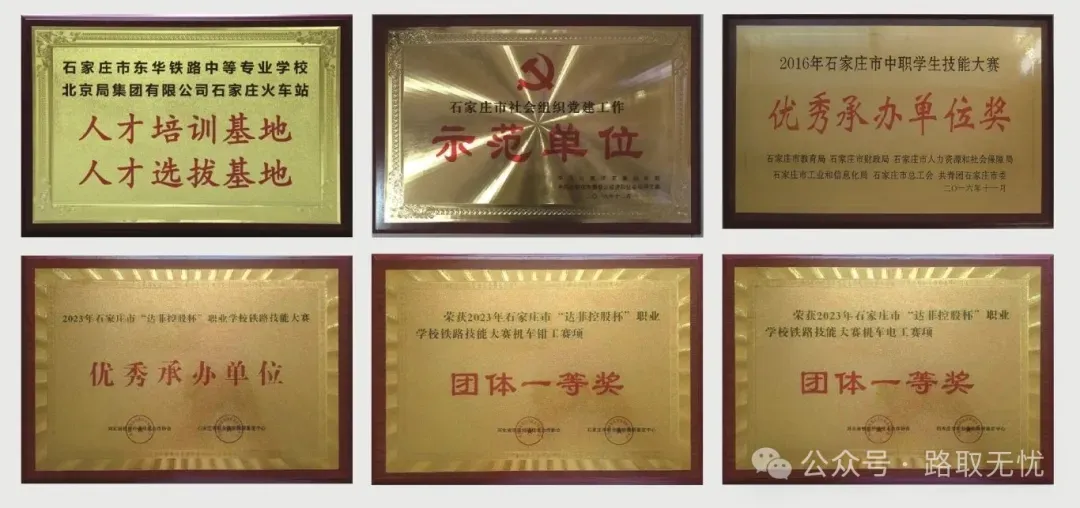 石家庄市东华铁路中等专业学校
北京局集团有限公司石家庄火车站
人才培训基地
人才选拔基地
石家庄市社会组织党建工作
示范单位
2016年石家庄市中职学生技能大赛
优秀承办单位奖
石家庄市教育局 石家庄市财政局 石家庄市人力资源和社会保障局
石家庄市工业和信息化局 石家庄市总工会 共青团石家庄市委
二〇一六年十一月
2023年石家庄市“达菲控股杯”职业学校铁路技能大赛
优秀承办单位
荣获2023年石家庄市“达菲控股杯”职业
学校铁路技能大赛机车钳工赛项
团体一等奖
荣获2023年石家庄市“达菲控股杯”职业
学校铁路技能大赛机车电工赛项
团体一等奖
公众号·路取无忧